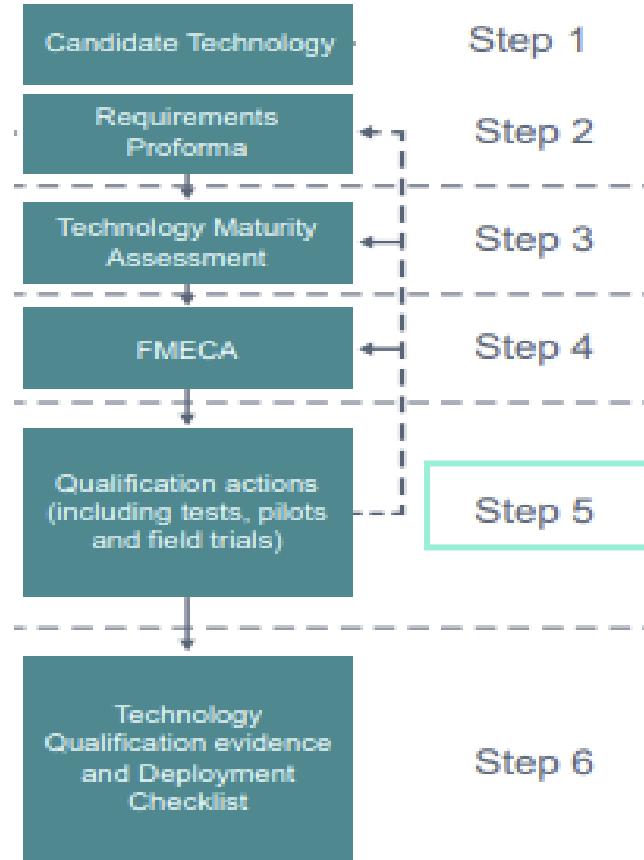 Candidate Technology
Step 1
Requirements
Proforma
Step 2
Technology Maturity
Assessment
Step 3
FMECA
Step 4
Qualification actions
(including tests, pilots
and field trials)
Step 5
Technology
Qualification evidence
and Deployment
Checklist
Step 6